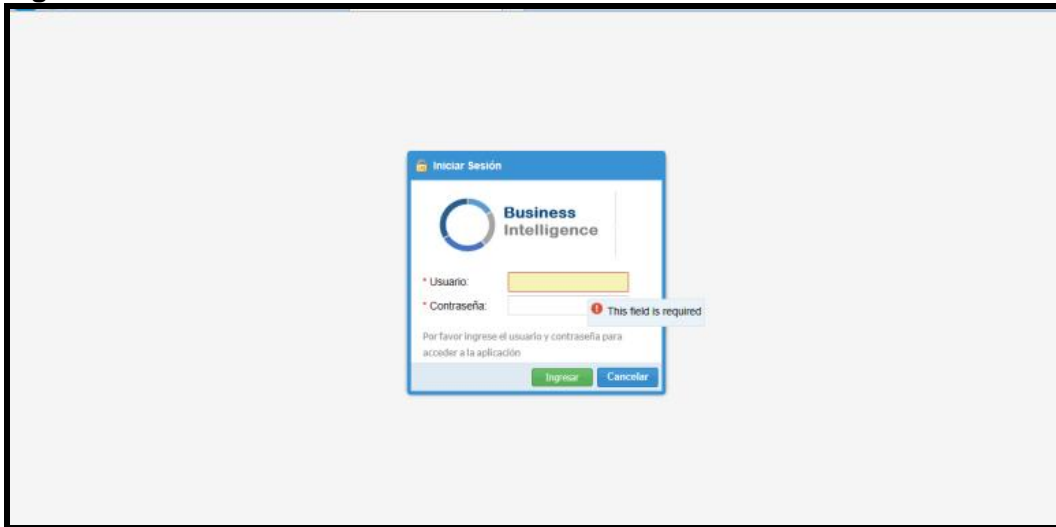 Iniciar Sesión
Business
Intelligence
* Usuario:
* Contraseña:
This field is required
Por favor ingrese el usuario y contraseña para
acceder a la aplicación
Ingresar Cancelar